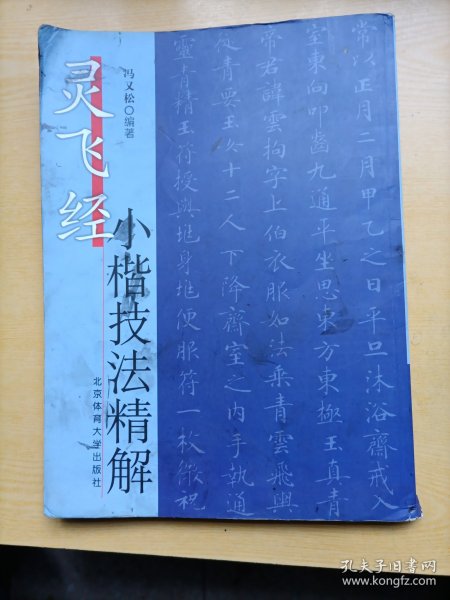 灵飞经
冯又松○编著
小楷技法精解
北京体育大学出版社
常以正月二月甲乙之日平旦沐浴齋戒入
室東向叩齒九通平坐思東方東極玉真青
帝君諱雲拘字上伯衣服如法乘青雲飛輿
從青要玉女十二人下降齋室之内手執通
靈青精玉符授與地身地便服符一枚微祝
孔夫子旧书网
www.kongfz.com